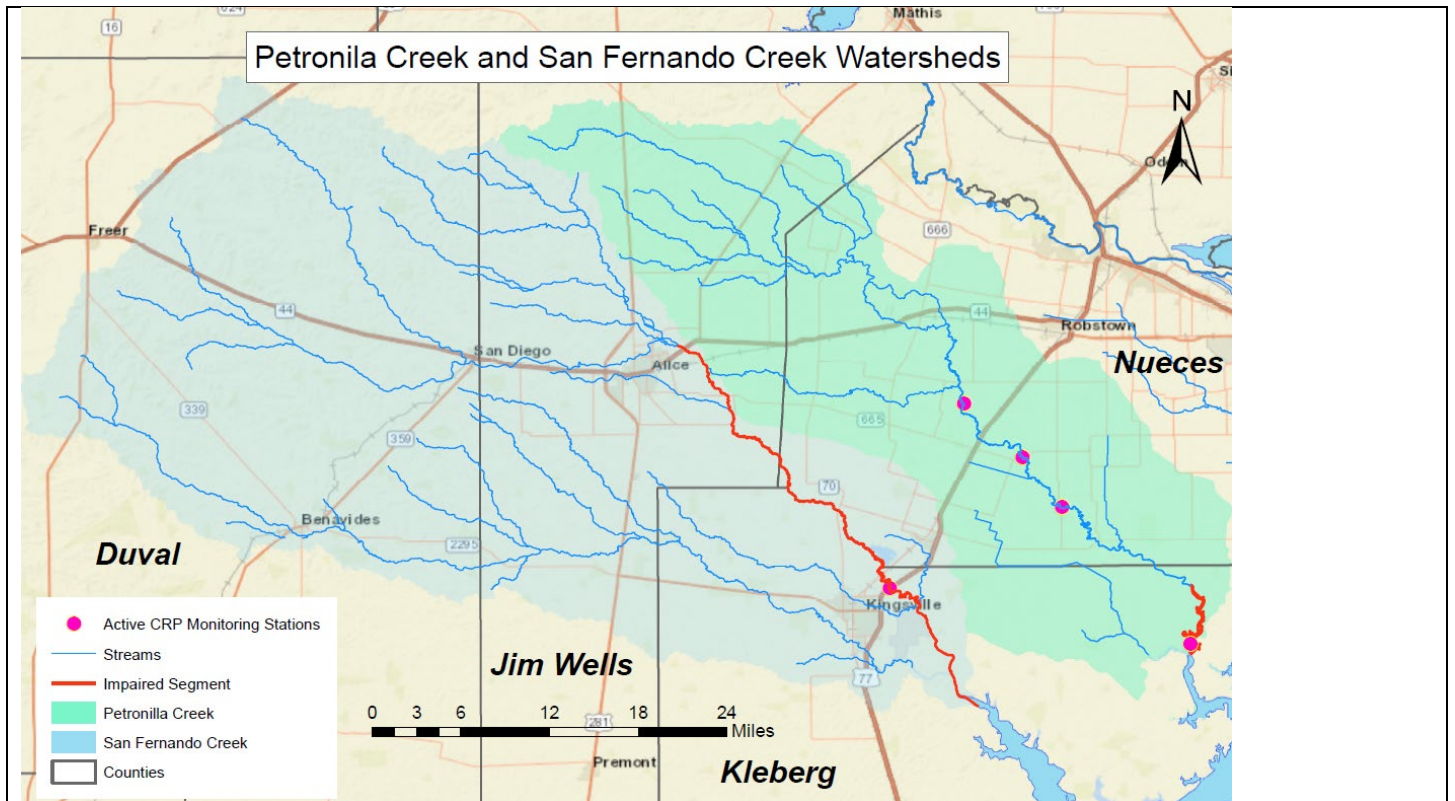 Mathis
624
16
Petronila Creek and San Fernando Creek Watersheds
N
Freer
666
44
44
Robstown
San Diego
Alice
Nueces
339
665
359
70
Benavides
2295
Duval
Kingsville
Active CRP Monitoring Stations
Streams
Impaired Segment
Petronilla Creek
San Fernando Creek
Counties
Jim Wells
77
0 3 6 12 18 24
Miles
281
Premont
Kleberg